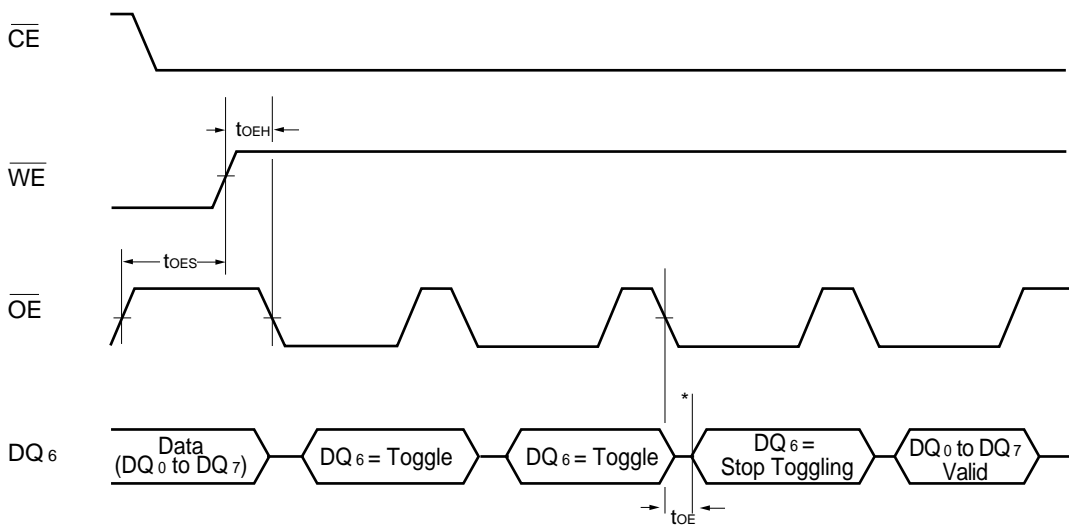 CE
tOEH
WE
tOES
OE
*
DQ6
Data
(DQ0 to DQ7)
DQ6 = Toggle
DQ6 = Toggle
DQ6 =
Stop Toggling
DQ0 to DQ7
Valid
tOE